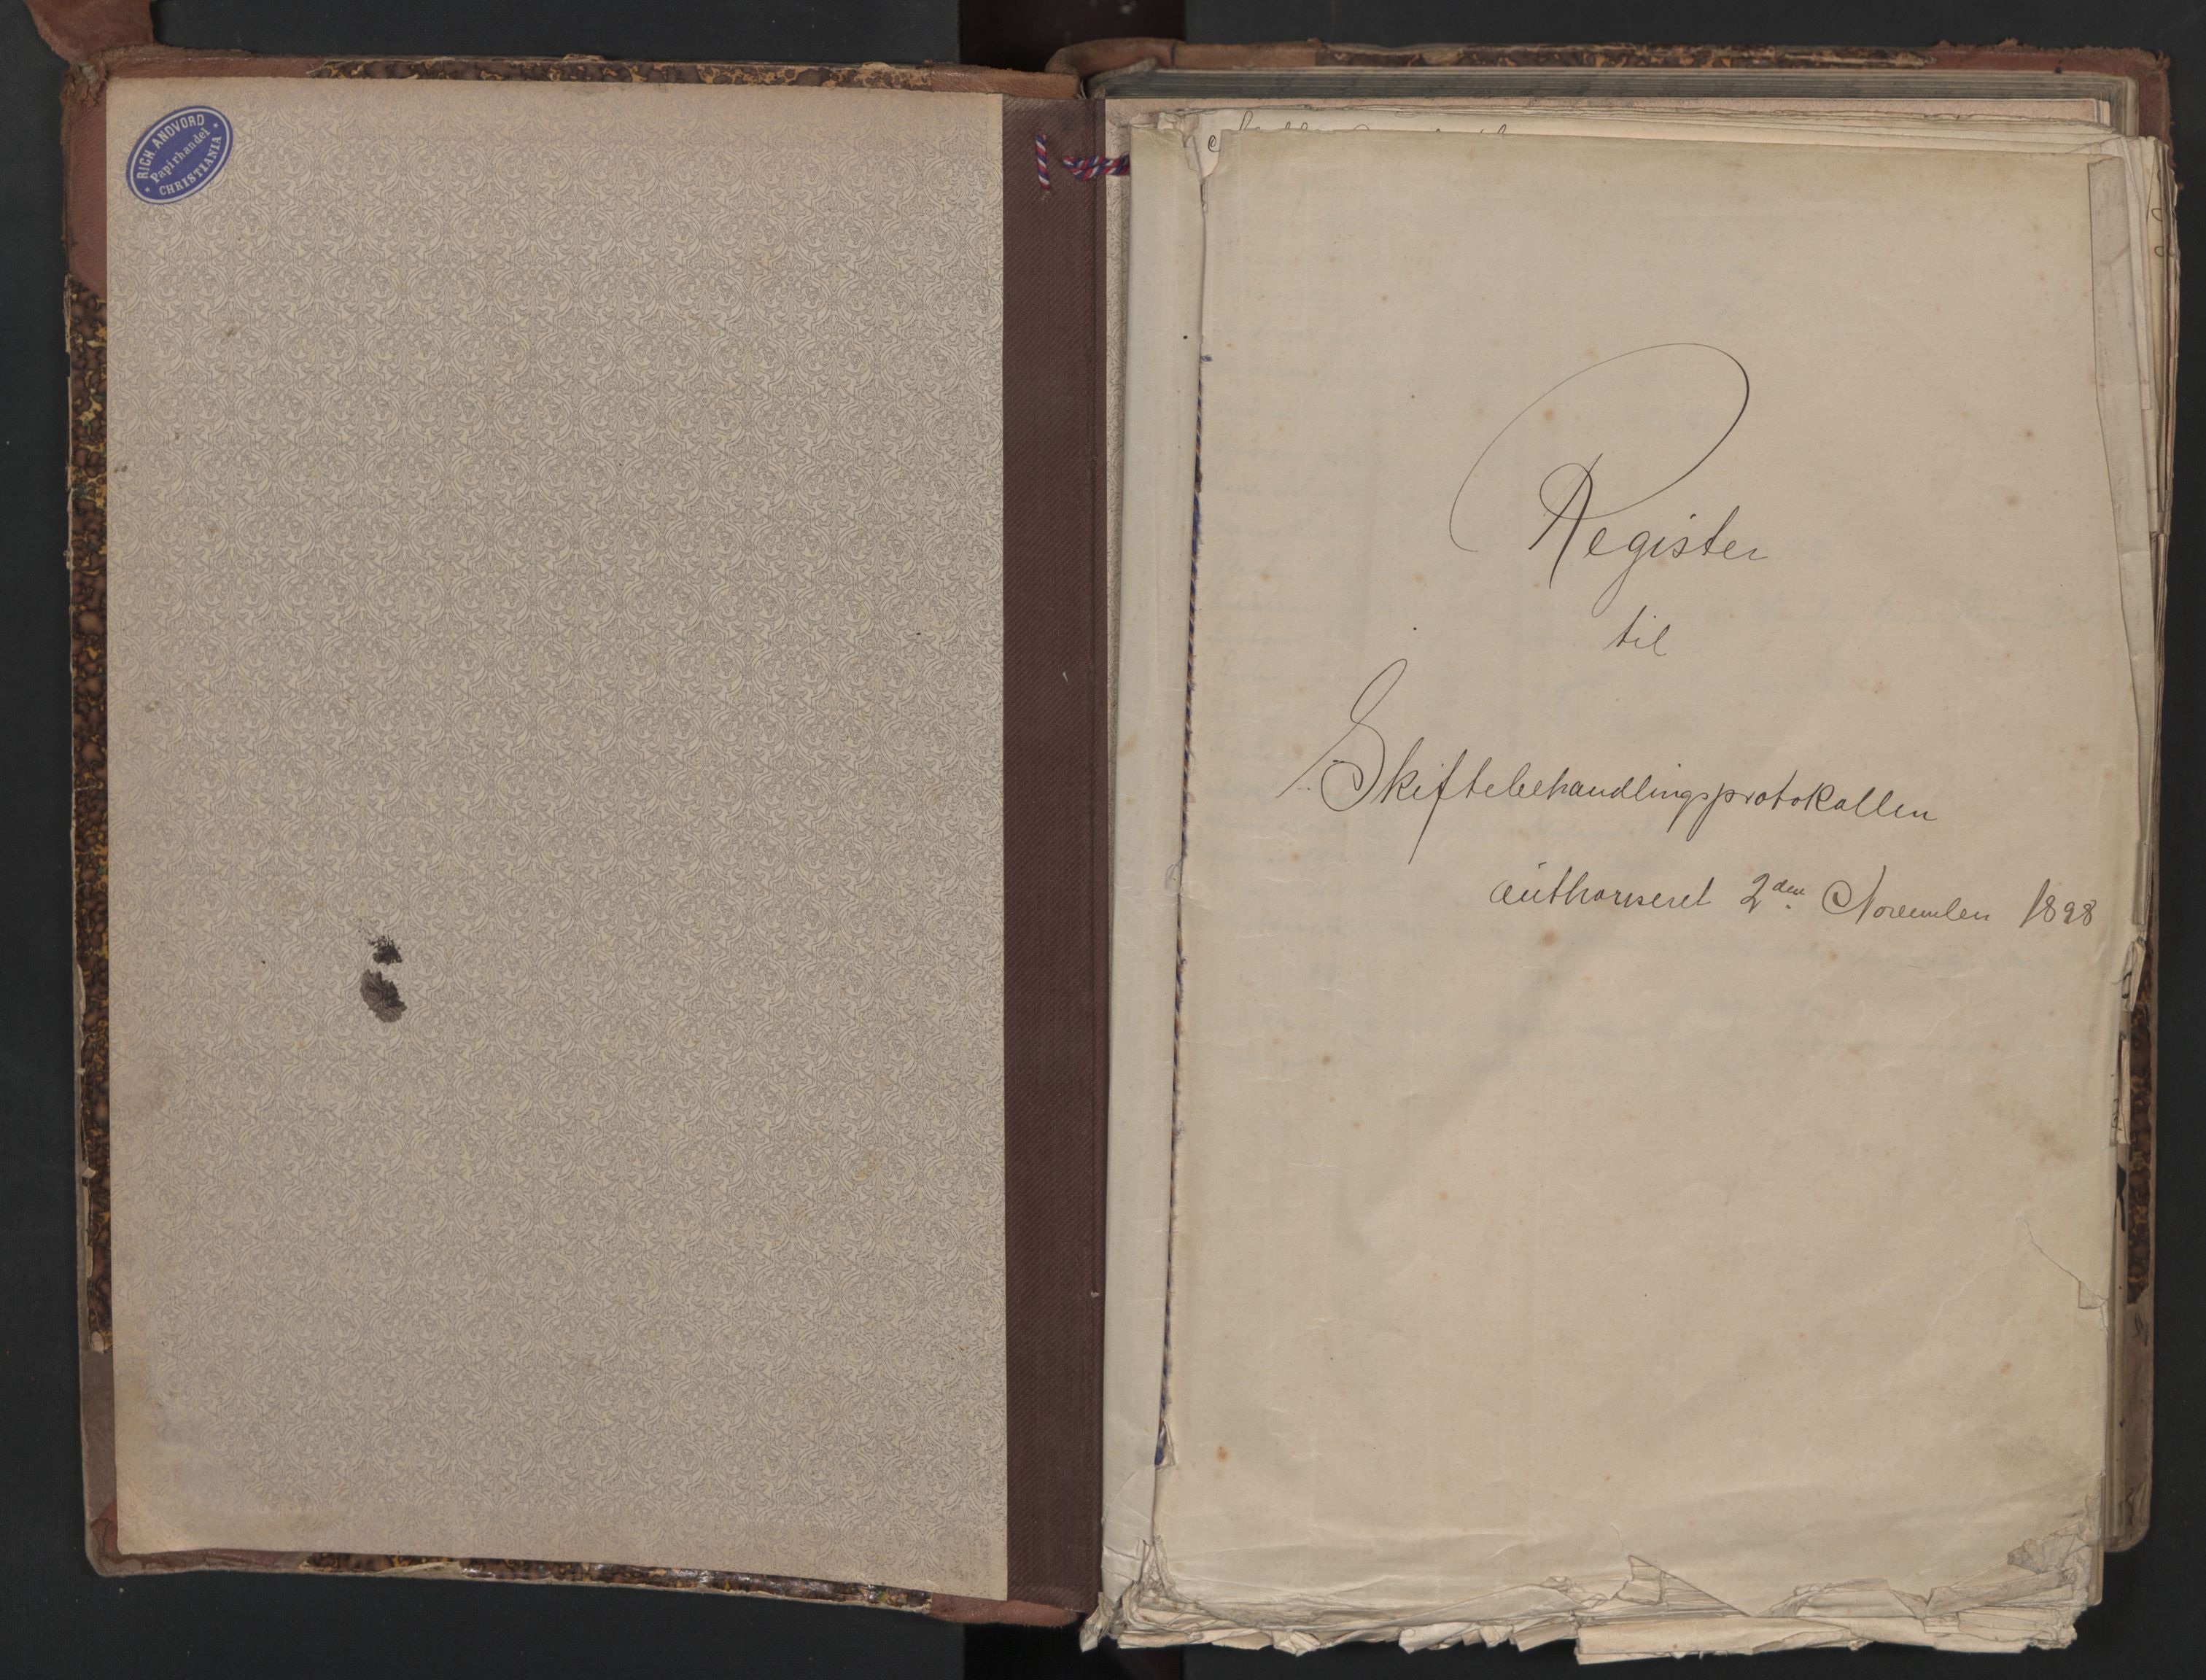 RICH ANDVORD
Papirhandel
CHRISTIANIA
Register
til
Skiftebehandlingsprotokollen
authoriseret 2den November 1898